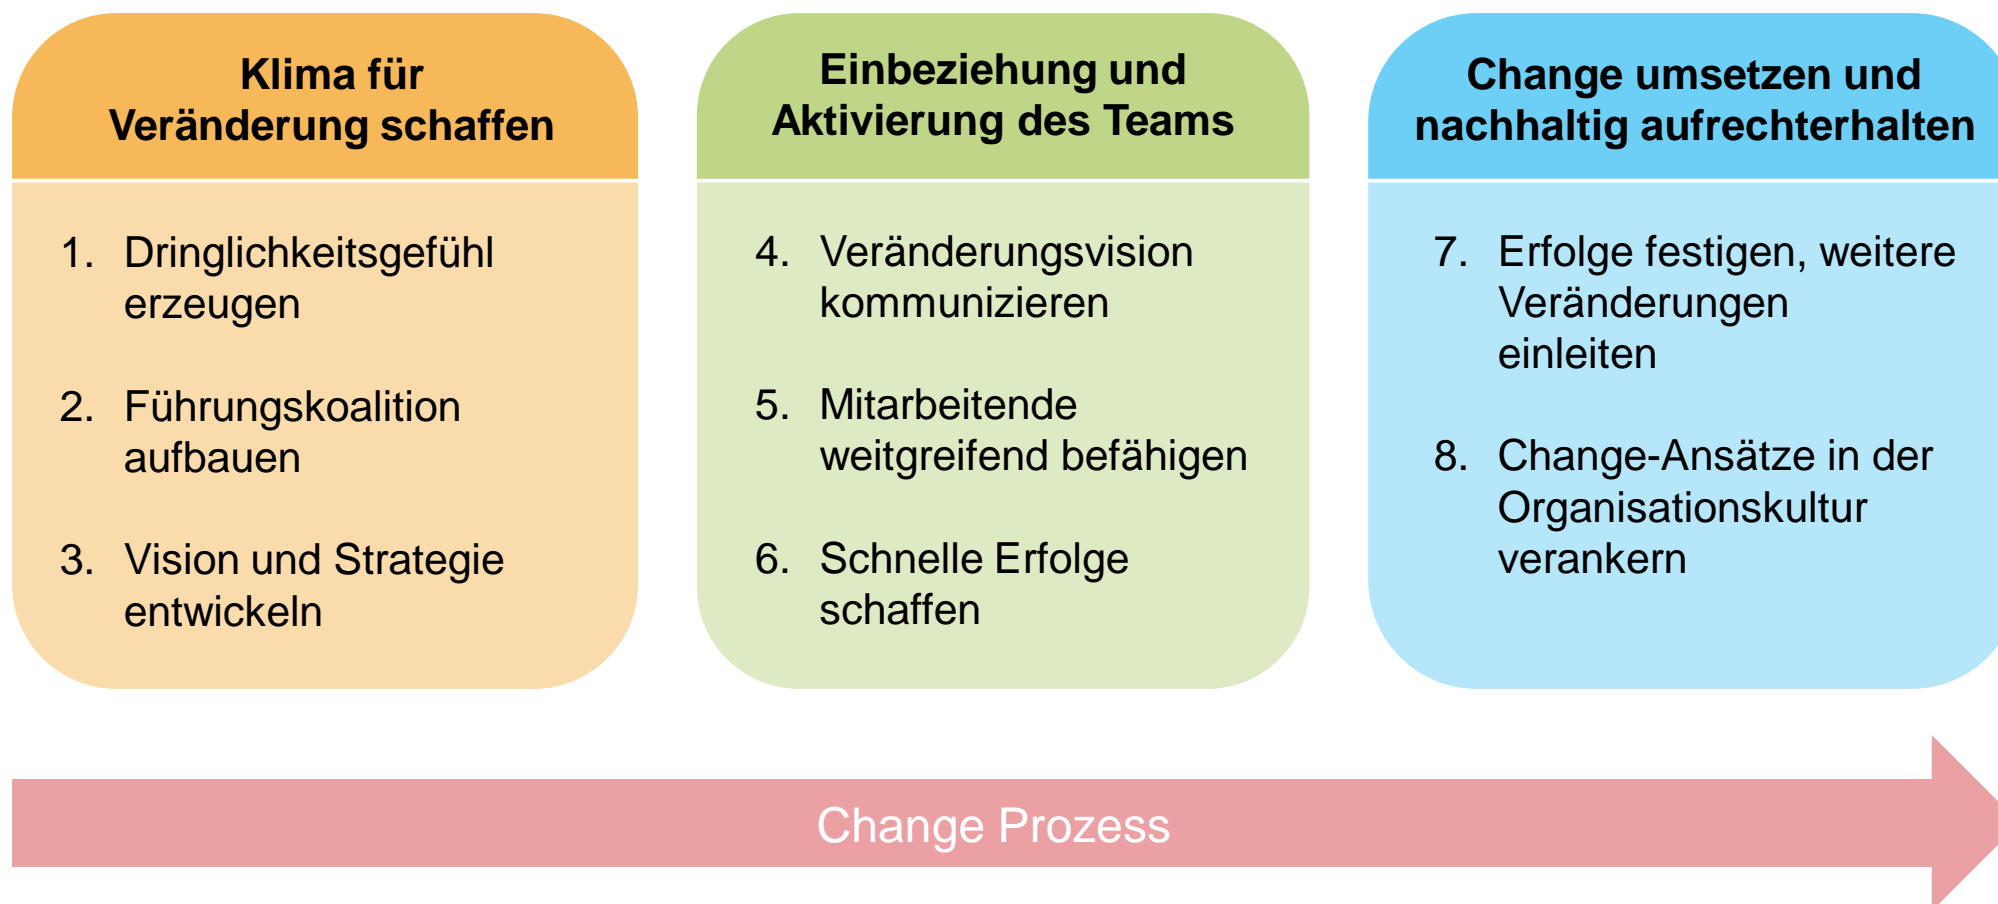 Klima für
Veränderung schaffen
1. Dringlichkeitsgefühl
erzeugen
2. Führungskoalition
aufbauen
3. Vision und Strategie
entwickeln
Einbeziehung und
Aktivierung des Teams
4. Veränderungsvision
kommunizieren
5. Mitarbeitende
weitgreifend befähigen
6. Schnelle Erfolge
schaffen
Change umsetzen und
nachhaltig aufrechterhalten
7. Erfolge festigen, weitere
Veränderungen
einleiten
8. Change-Ansätze in der
Organisationskultur
verankern
Change Prozess